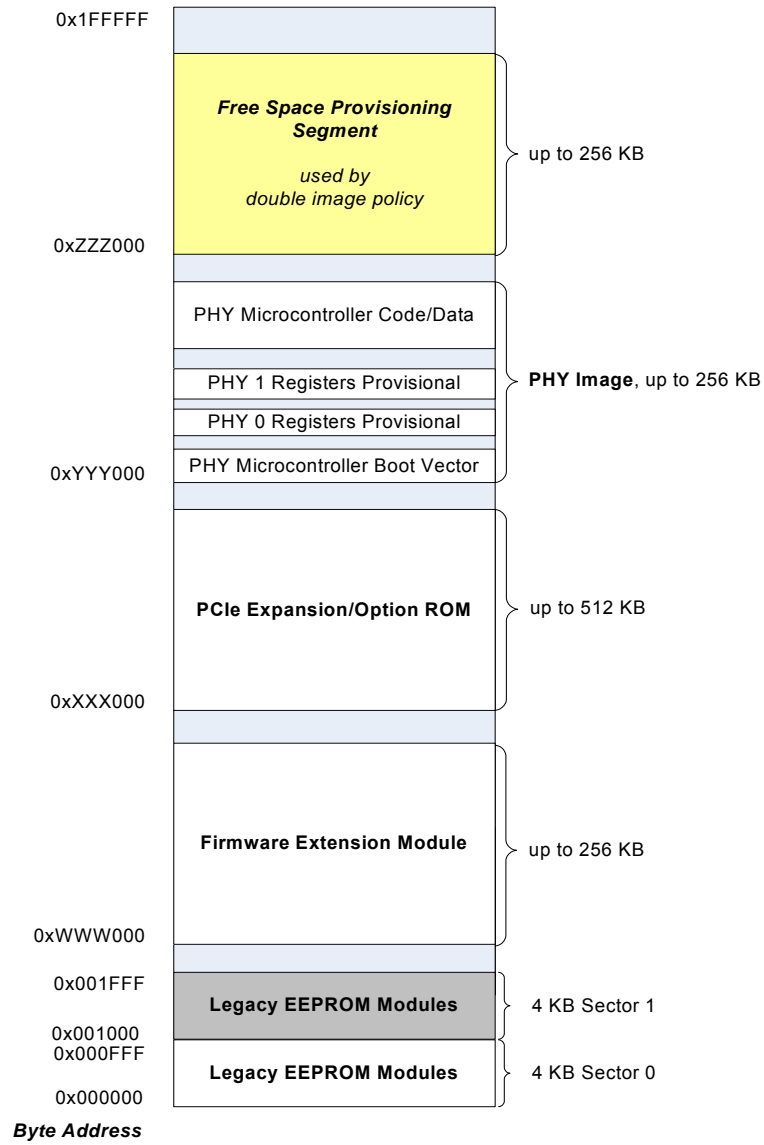 0x1FFFFF
Free Space Provisioning
Segment
used by
double image policy
up to 256 KB
0xZZZ000
PHY Microcontroller Code/Data
PHY 1 Registers Provisional
PHY Image, up to 256 KB
PHY 0 Registers Provisional
PHY Microcontroller Boot Vector
0xYYY000
PCIe Expansion/Option ROM
up to 512 KB
0xXXX000
Firmware Extension Module
up to 256 KB
0xWWW000
0x001FFF
Legacy EEPROM Modules
4 KB Sector 1
0x001000
0x000FFF
Legacy EEPROM Modules
4 KB Sector 0
0x000000
Byte Address